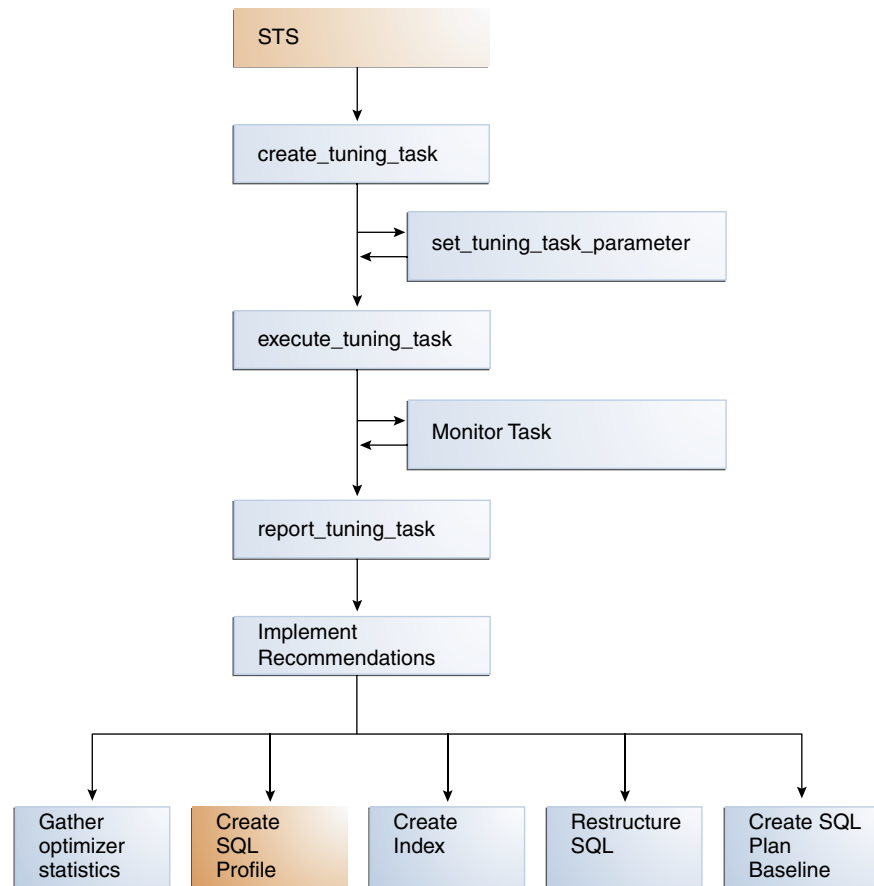 STS
create_tuning_task
set_tuning_task_parameter
execute_tuning_task
Monitor Task
report_tuning_task
Implement
Recommendations
Gather
optimizer
statistics
Create
SQL
Profile
Create
Index
Restructure
SQL
Create SQL
Plan
Baseline